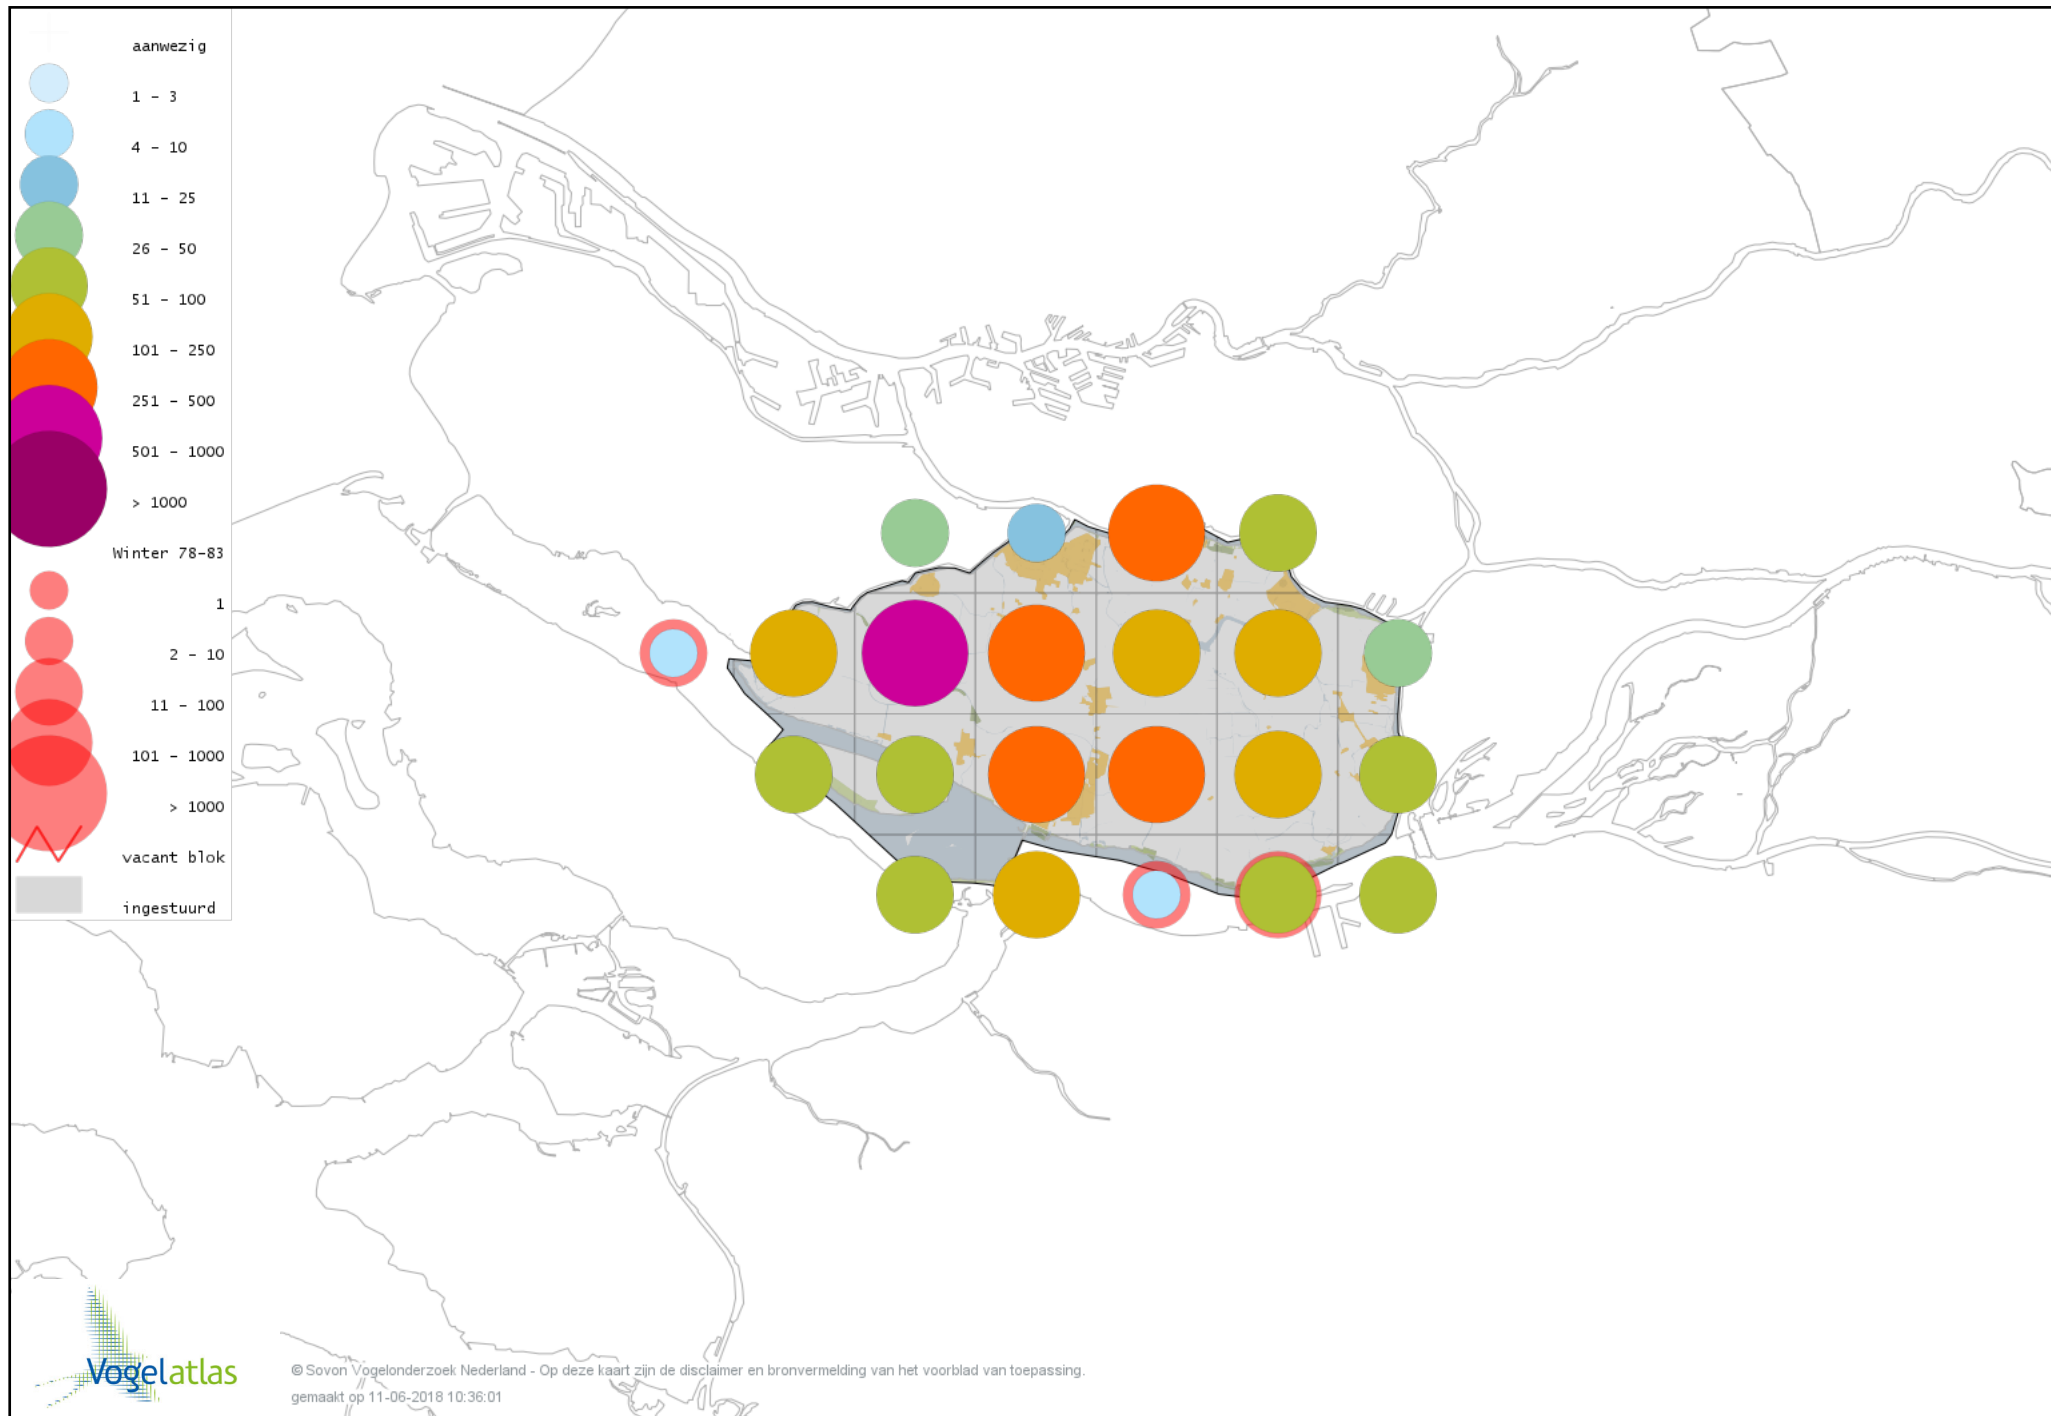 aanwezig
1 - 3
4 - 10
11 - 25
26 - 50
51 - 100
101 - 250
251 - 500
501 - 1000
> 1000
Winter 78-83
1
2 - 10
11 - 100
101 - 1000
> 1000
vacant blok
ingestuurd
Vogelatlas
© Sovon Vogelonderzoek Nederland - Op deze kaart zijn de disclaimer en bronvermelding van het voorblad van toepassing.
gemaakt op 11-06-2018 10:36:01